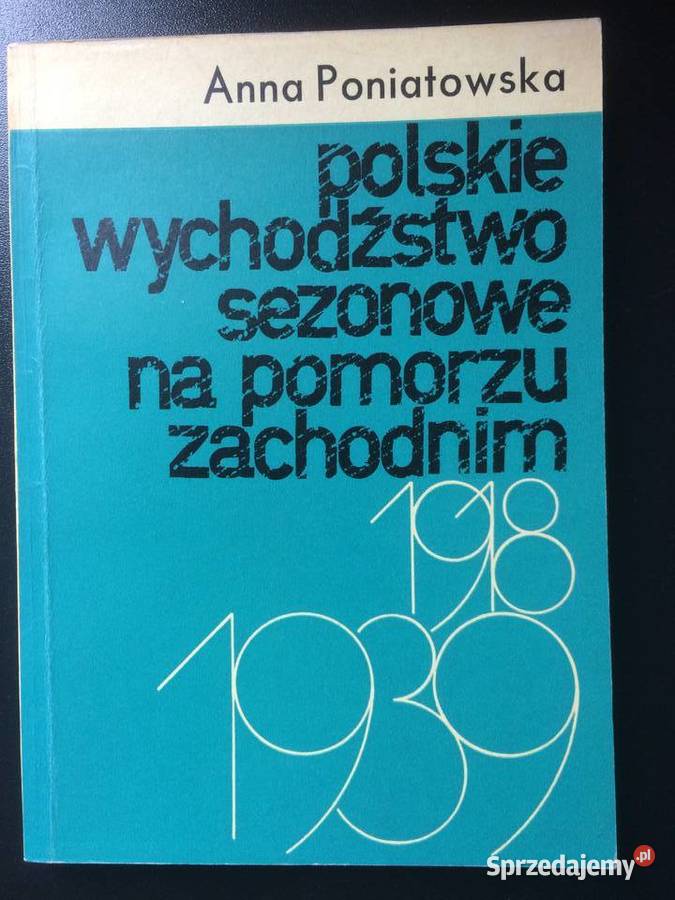 Anna Poniatowska
polskie
wychodźstwo
sezonowe
na pomorzu
zachodnim
1918
1939
Sprzedajemy.pl